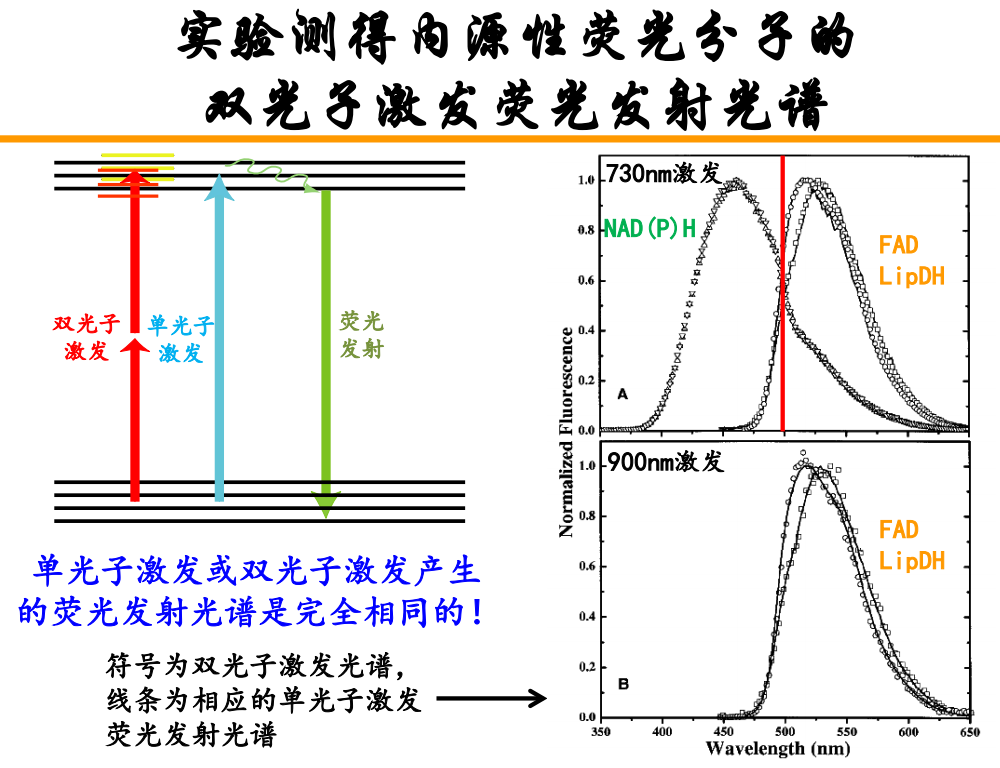 实验测得内源性荧光分子的
双光子激发荧光发射光谱
双光子
激发
单光子
激发
荧光
发射
单光子激发或双光子激发产生
的荧光发射光谱是完全相同的！
符号为双光子激发光谱，
线条为相应的单光子激发
荧光发射光谱
730nm激发
NAD(P)H
FAD
LipDH
A
1.0
0.8
0.6
0.4
0.2
0.0
350 400 450 500 550 600 650
Normalized Fluorescence
900nm激发
FAD
LipDH
B
1.0
0.8
0.6
0.4
0.2
0.0
350 400 450 500 550 600 650
Wavelength (nm)